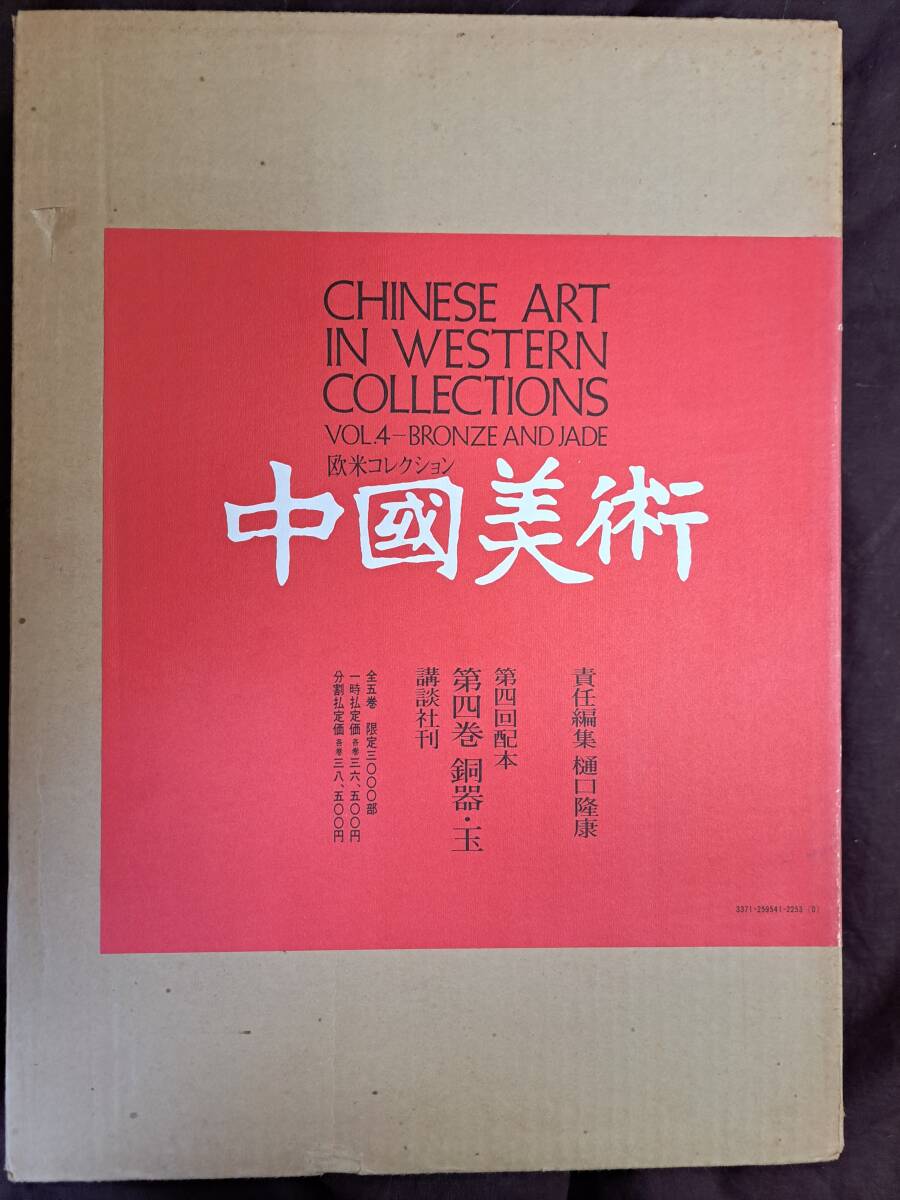 CHINESE ART
IN WESTERN
COLLECTIONS
VOL.4–BRONZE AND JADE
欧米コレクション
中國美術
責任編集 樋口隆康
第四回配本
第四巻 銅器・玉
講談社刊
全五巻 限定三〇〇〇部
一時払定価 各巻三六、五〇〇円
分割払定価 各巻三八、五〇〇円
3371-259541-2253 (0)